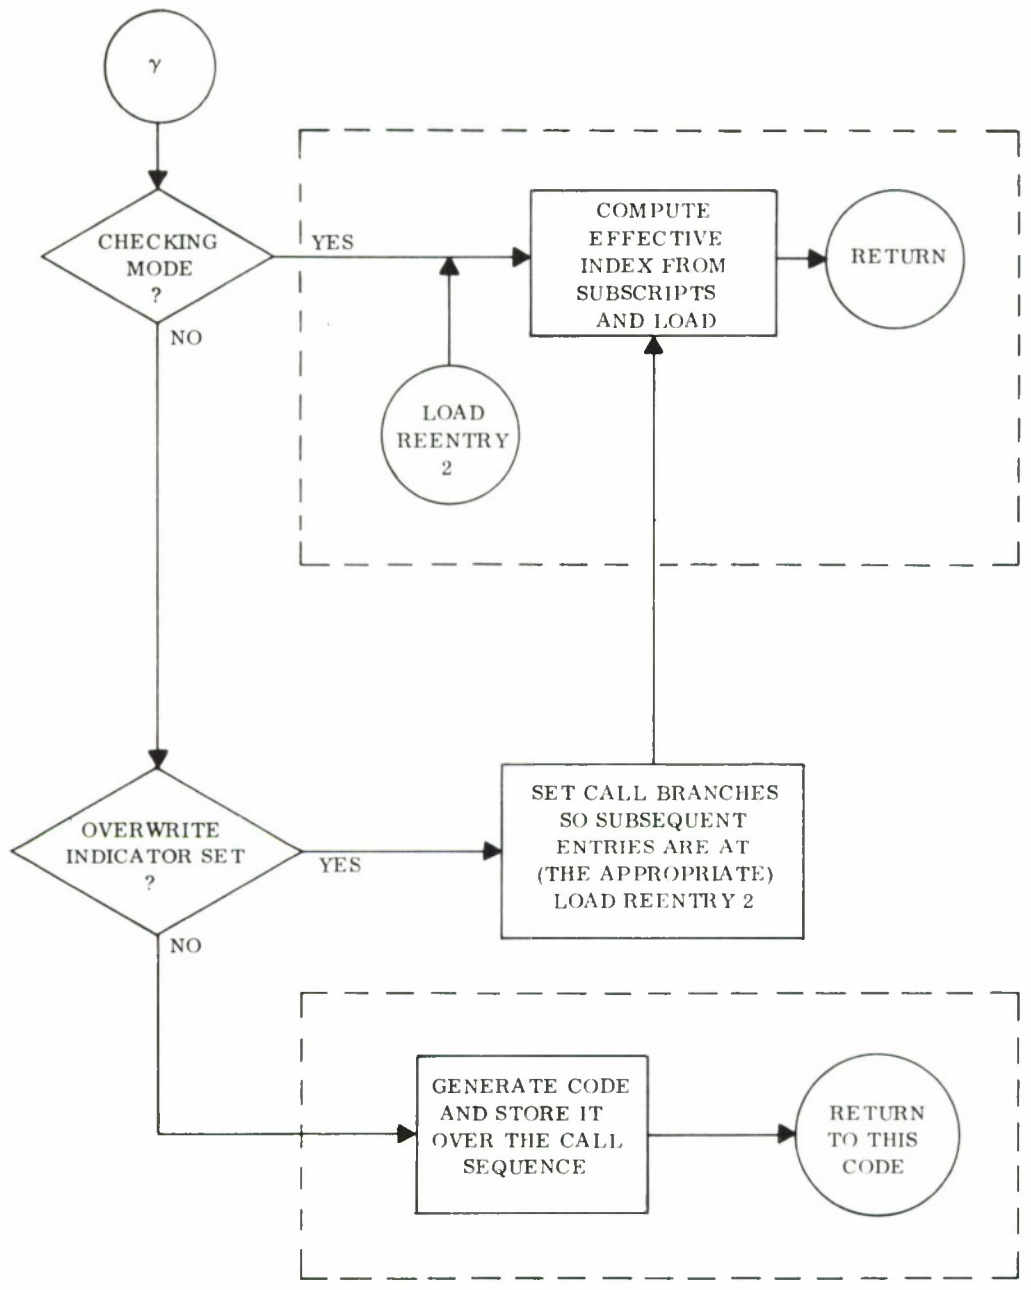 γ
CHECKING
MODE
?
YES
NO
COMPUTE
EFFECTIVE
INDEX FROM
SUBSCRIPTS
AND LOAD
RETURN
LOAD
REENTRY
2
OVERWRITE
INDICATOR SET
?
YES
NO
SET CALL BRANCHES
SO SUBSEQUENT
ENTRIES ARE AT
(THE APPROPRIATE)
LOAD REENTRY 2
GENERATE CODE
AND STORE IT
OVER THE CALL
SEQUENCE
RETURN
TO THIS
CODE